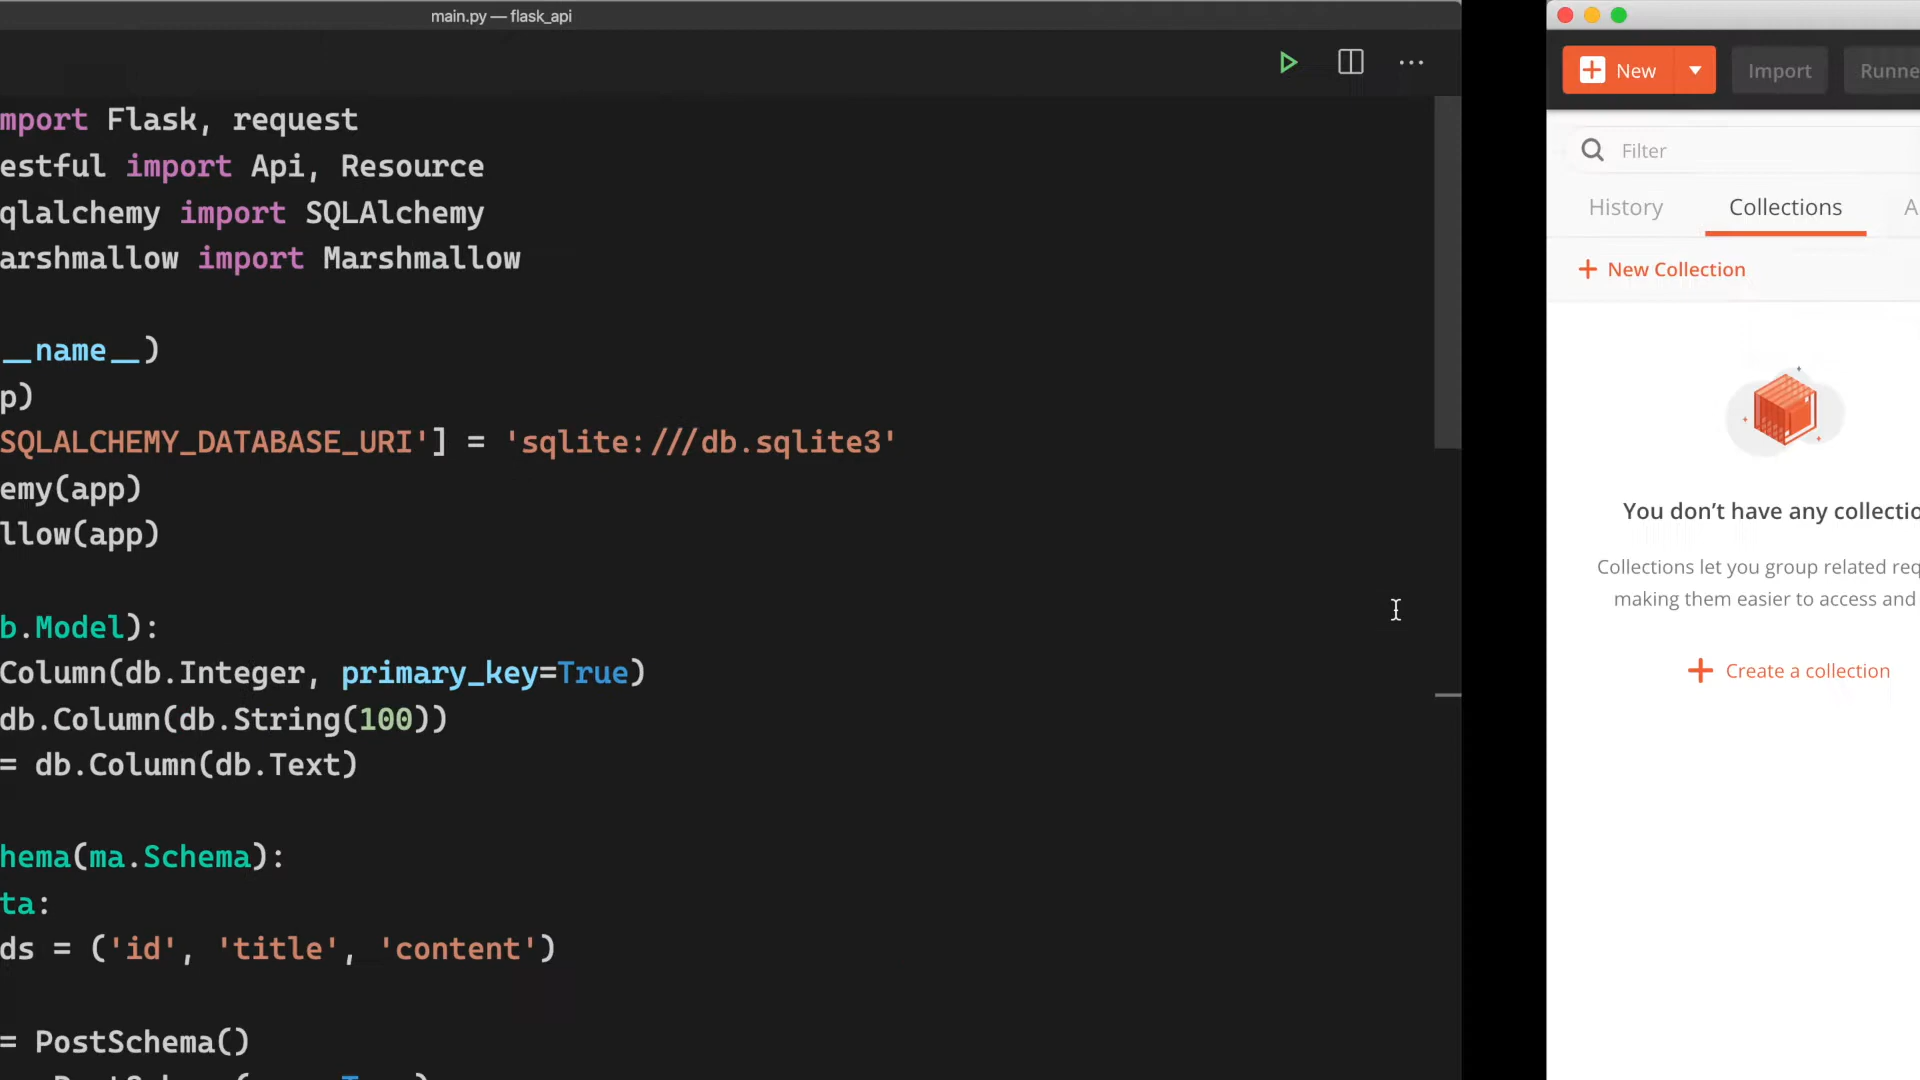 main.py — flask_api
mport Flask, request
estful import Api, Resource
qlalchemy import SQLAlchemy
arshmallow import Marshmallow
__name__)
p)
SQLALCHEMY_DATABASE_URI'] = 'sqlite:///db.sqlite3'
emy(app)
llow(app)
b.Model):
Column(db.Integer, primary_key=True)
db.Column(db.String(100))
= db.Column(db.Text)
hema(ma.Schema):
ta:
ds = ('id', 'title', 'content')
= PostSchema()
New
Import
Runne
Filter
History
Collections
A
+ New Collection
You don't have any collectio
Collections let you group related req
making them easier to access and
+ Create a collection